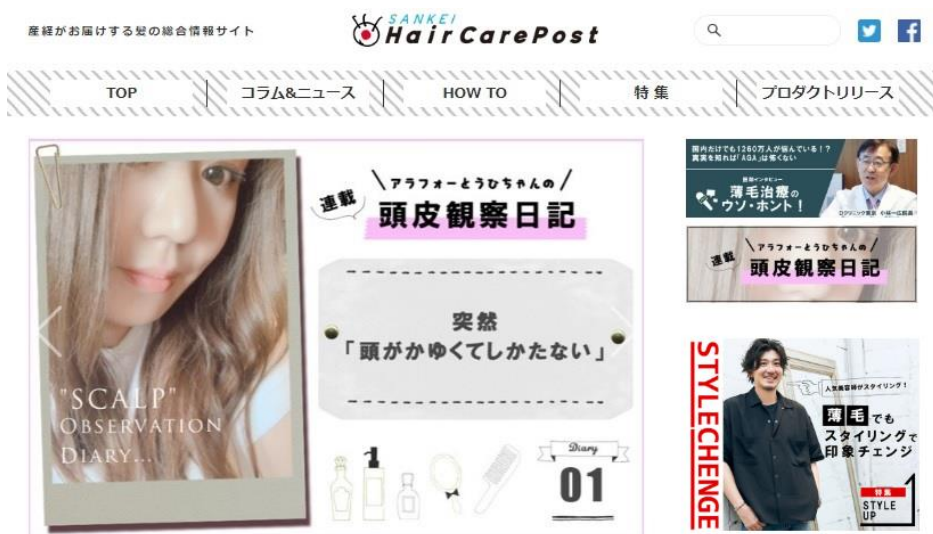 産経がお届けする髪の総合情報サイト
SANKEI
HairCarePost
TOP
コラム&ニュース
HOW TO
特集
プロダクトリリース
連載
アラフォーとうひちゃんの
頭皮観察日記
突然
「頭がかゆくてしかたない」
"SCALP"
OBSERVATION
DIARY...
Diary
01
国内だけでも1260万人が悩んでいる!?
真実を知れば「AGA」は怖くない
医師インタビュー
薄毛治療の
ウソ・ホント!
連載
アラフォーとうひちゃんの
頭皮観察日記
STYLECHENGE
人気美容師がスタイリング!
薄毛でも
スタイリングで
印象チェンジ
特集
STYLE
UP
1